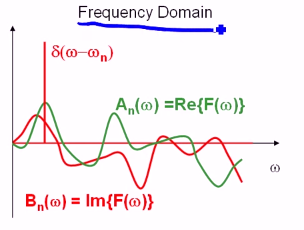 Frequency Domain
δ(ω−ωn)
An(ω) =Re{F(ω)}
ω
Bn(ω) = Im{F(ω)}